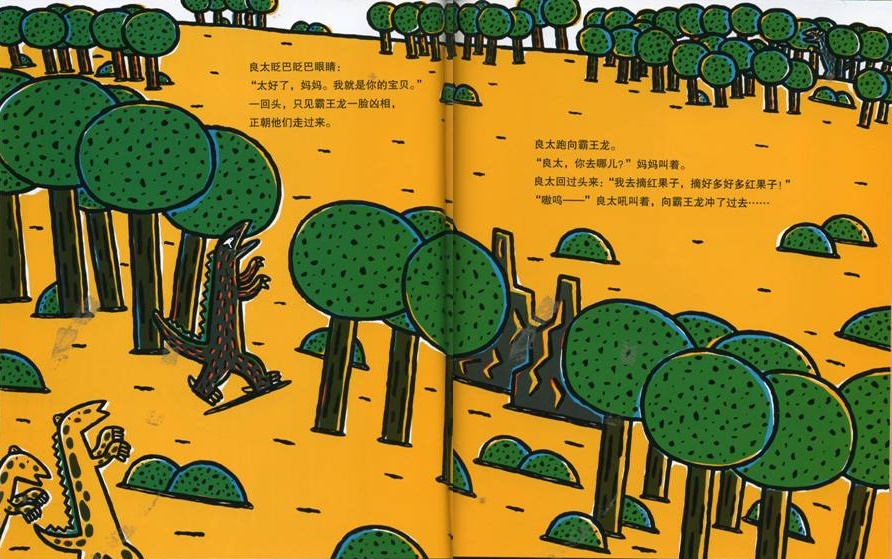 良太眨巴眨巴眼睛：
“太好了，妈妈。我就是你的宝贝。”
一回头，只见霸王龙一脸凶相，
正朝他们走过来。
良太跑向霸王龙。
“良太，你去哪儿？”妈妈叫着。
良太回过头来：“我去摘红果子，摘好多好多红果子！”
“嗷呜——”良太吼叫着，向霸王龙冲了过去……